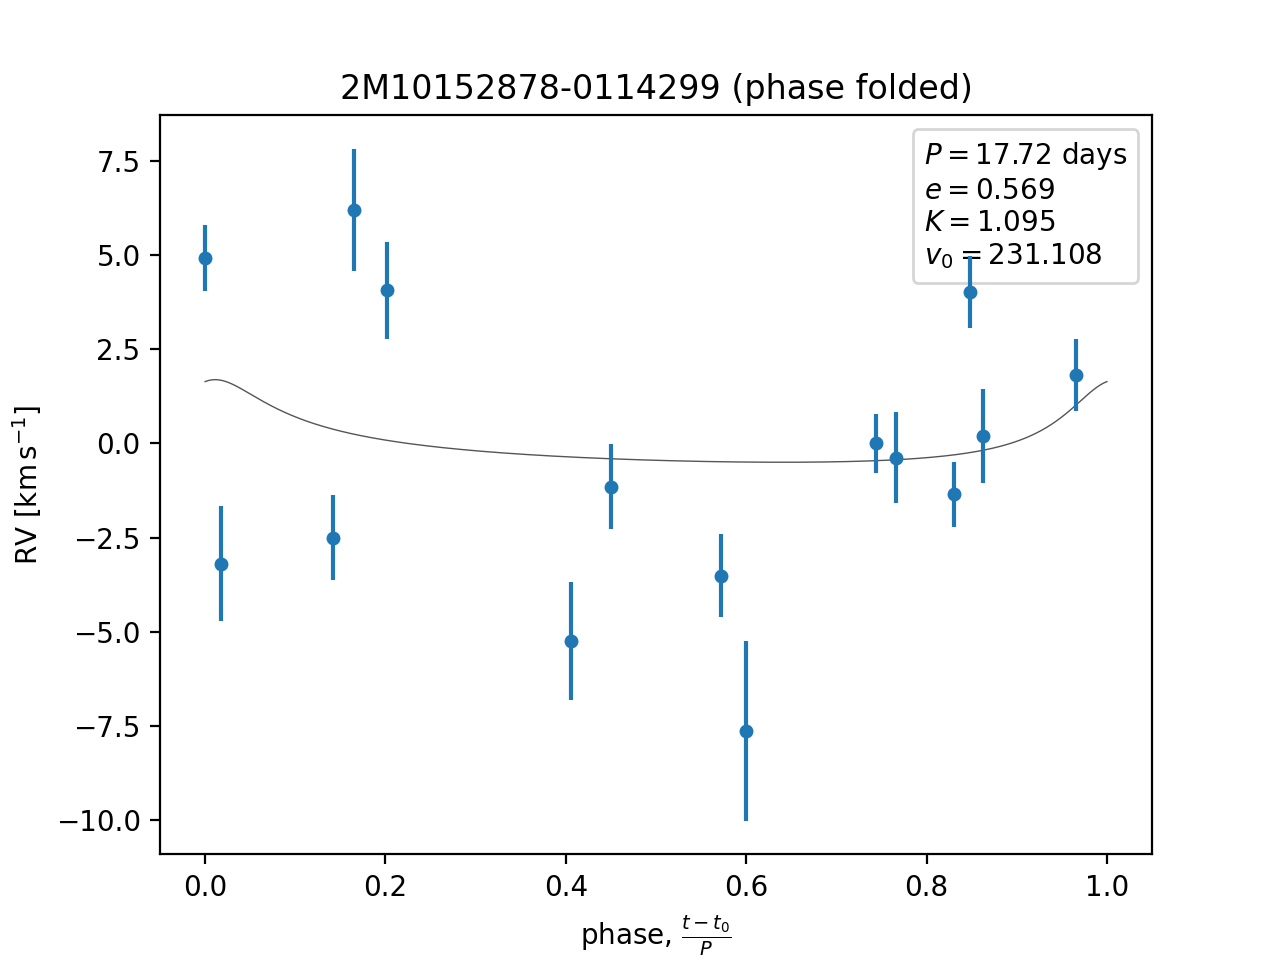 2M10152878-0114299 (phase folded)
P = 17.72 days
e = 0.569
K = 1.095
v₀ = 231.108
RV [km s⁻¹]
7.5
5.0
2.5
0.0
−2.5
−5.0
−7.5
−10.0
0.0 0.2 0.4 0.6 0.8 1.0
phase, (t − t₀)/P